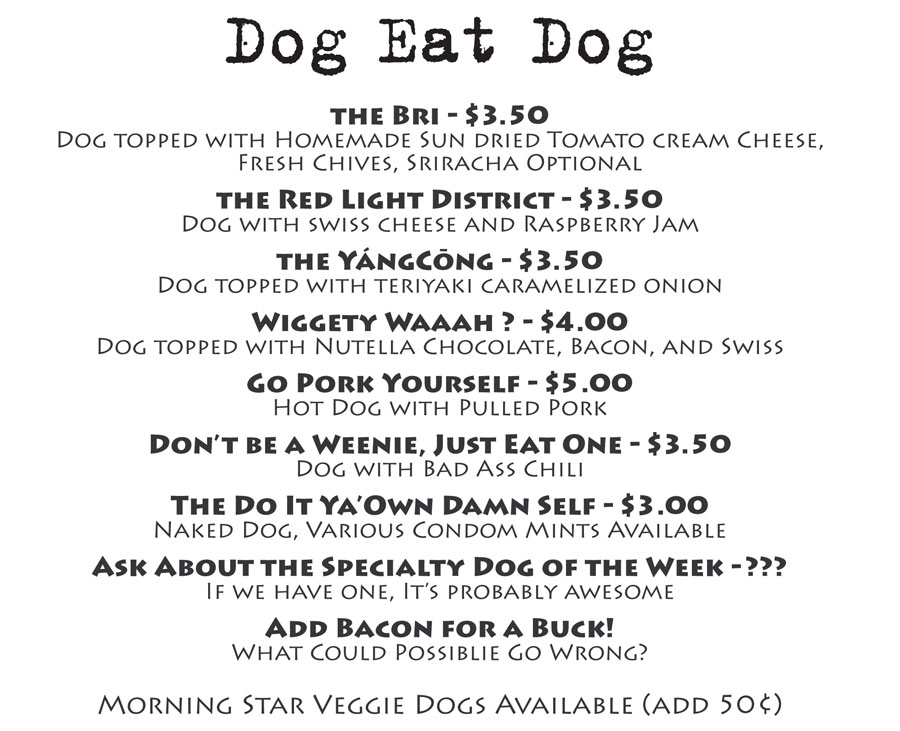 Dog Eat Dog
the Bri - $3.50
Dog topped with Homemade Sun dried Tomato cream Cheese,
Fresh Chives, Sriracha Optional
the Red Light District - $3.50
Dog with swiss cheese and Raspberry Jam
the YángCōng - $3.50
Dog topped with teriyaki caramelized onion
Wiggety Waaah ? - $4.00
Dog topped with Nutella Chocolate, Bacon, and Swiss
Go Pork Yourself - $5.00
Hot Dog with Pulled Pork
Don't be a Weenie, Just Eat One - $3.50
Dog with Bad Ass Chili
The Do It Ya'Own Damn Self - $3.00
Naked Dog, Various Condom Mints Available
Ask About the Specialty Dog of the Week - ???
If we have one, It's probably awesome
Add Bacon for a Buck!
What Could Possiblie Go Wrong?
Morning Star Veggie Dogs Available (add 50¢)